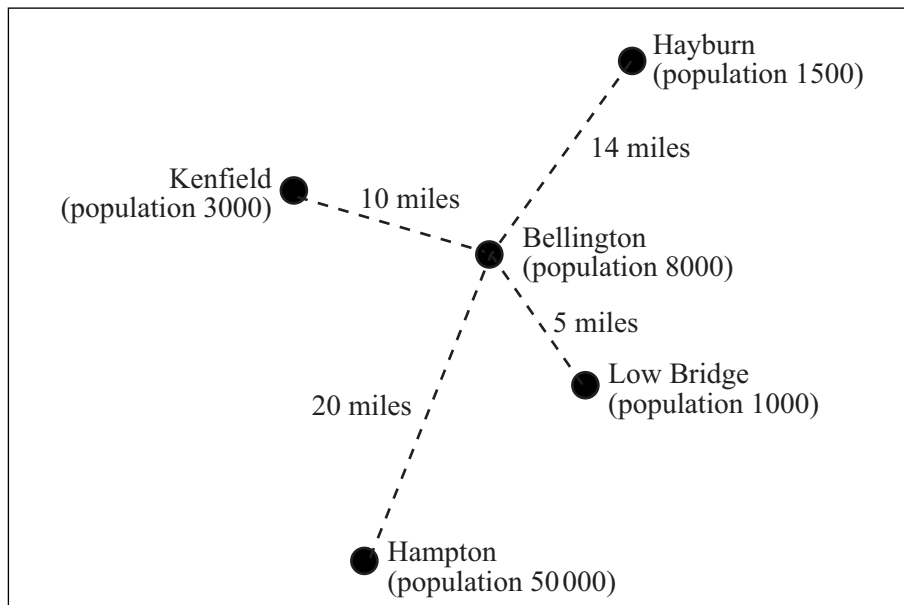 Hayburn
(population 1500)
14 miles
Kenfield
(population 3000)
10 miles
Bellington
(population 8000)
5 miles
Low Bridge
(population 1000)
20 miles
Hampton
(population 50 000)